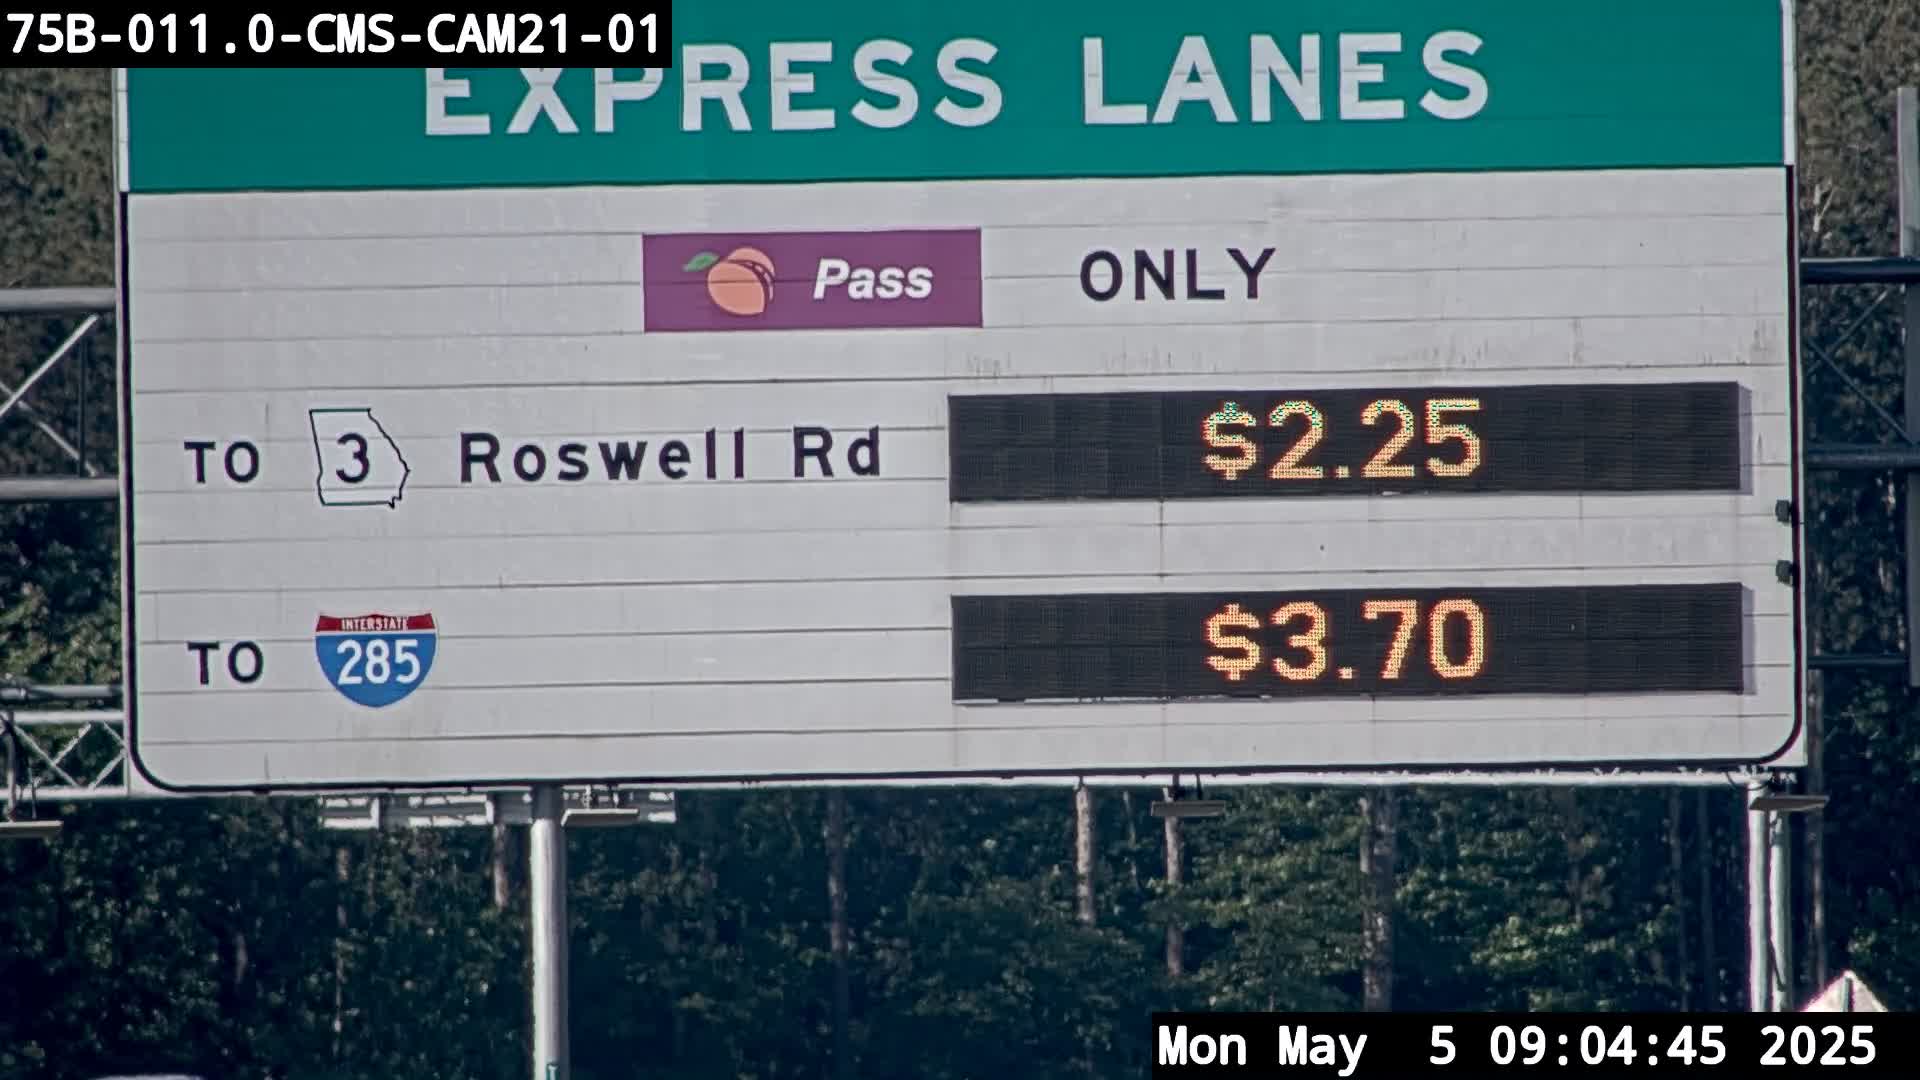 75B-011.0-CMS-CAM21-01
EXPRESS LANES
Pass ONLY
TO 3 Roswell Rd $2.25
INTERSTATE
TO 285 $3.70
Mon May 5 09:04:45 2025